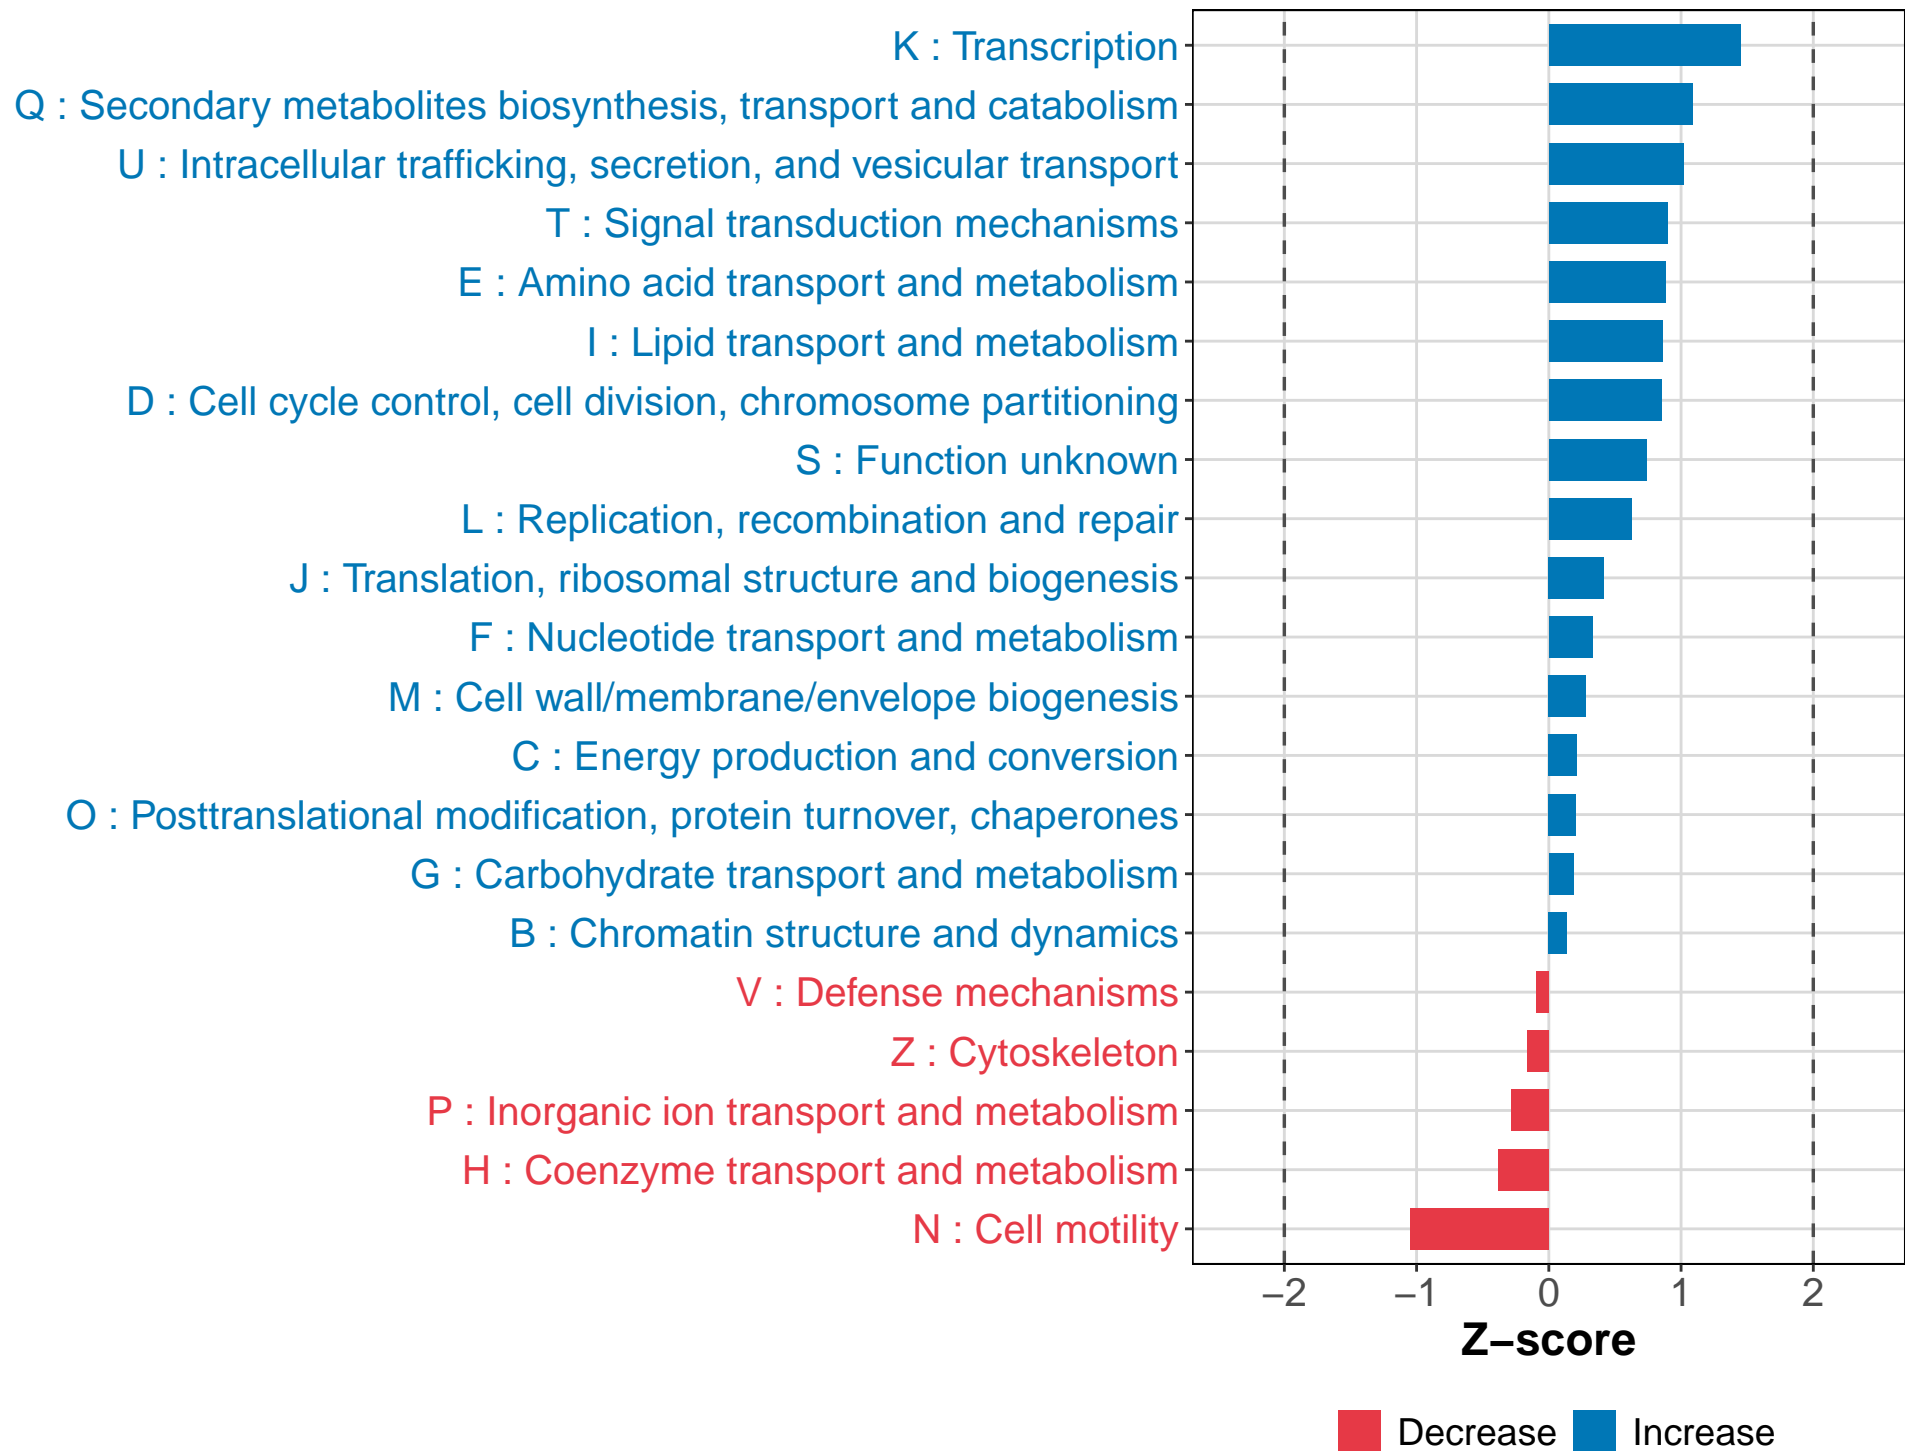 K : Transcription
Q : Secondary metabolites biosynthesis, transport and catabolism
U : Intracellular trafficking, secretion, and vesicular transport
T : Signal transduction mechanisms
E : Amino acid transport and metabolism
I : Lipid transport and metabolism
D : Cell cycle control, cell division, chromosome partitioning
S : Function unknown
L : Replication, recombination and repair
J : Translation, ribosomal structure and biogenesis
F : Nucleotide transport and metabolism
M : Cell wall/membrane/envelope biogenesis
C : Energy production and conversion
O : Posttranslational modification, protein turnover, chaperones
G : Carbohydrate transport and metabolism
B : Chromatin structure and dynamics
V : Defense mechanisms
Z : Cytoskeleton
P : Inorganic ion transport and metabolism
H : Coenzyme transport and metabolism
N : Cell motility
−2 −1 0 1 2
Z−score
Decrease Increase